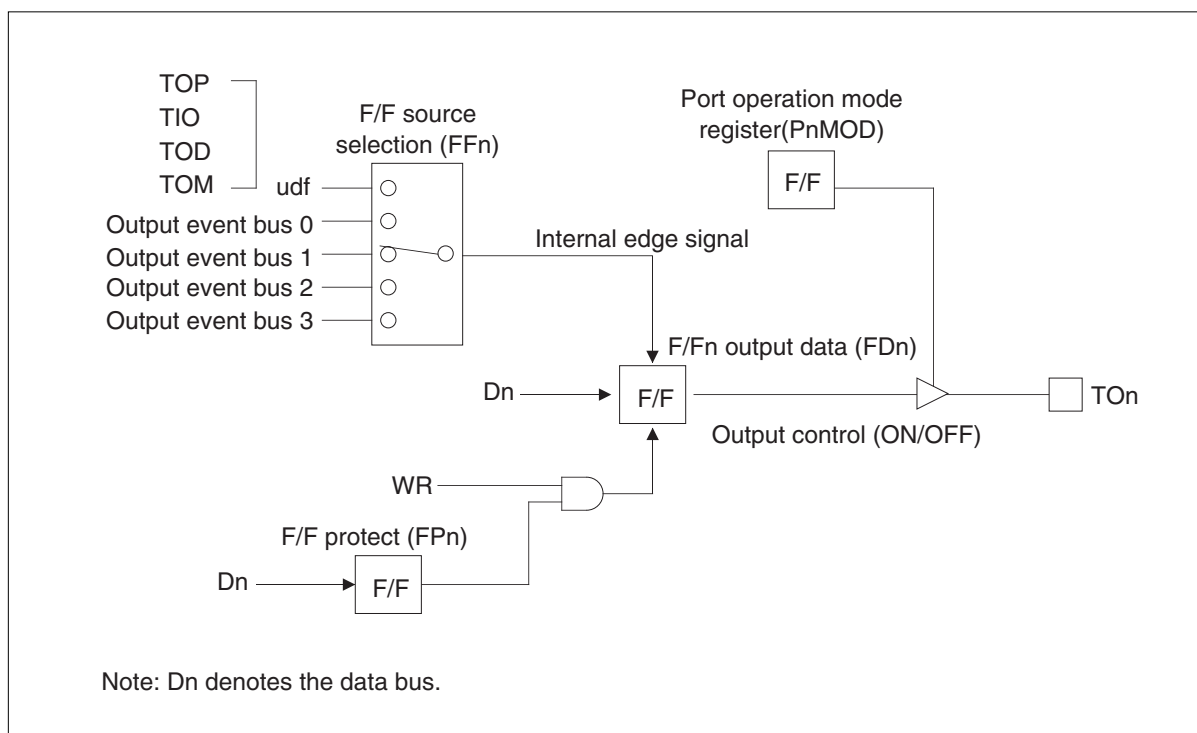 TOP
TIO
TOD
TOM
F/F source
selection (FFn)
udf
Output event bus 0
Output event bus 1
Output event bus 2
Output event bus 3
Port operation mode
register(PnMOD)
F/F
Internal edge signal
F/Fn output data (FDn)
Dn
F/F
TOn
Output control (ON/OFF)
WR
F/F protect (FPn)
Dn
F/F
Note: Dn denotes the data bus.